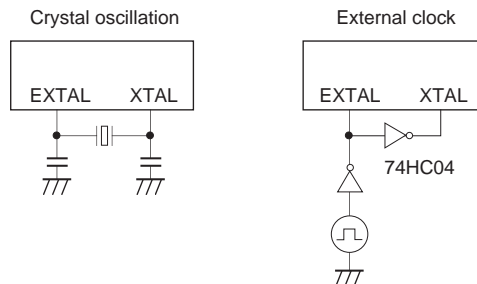 Crystal oscillation
EXTAL XTAL
External clock
EXTAL XTAL
74HC04